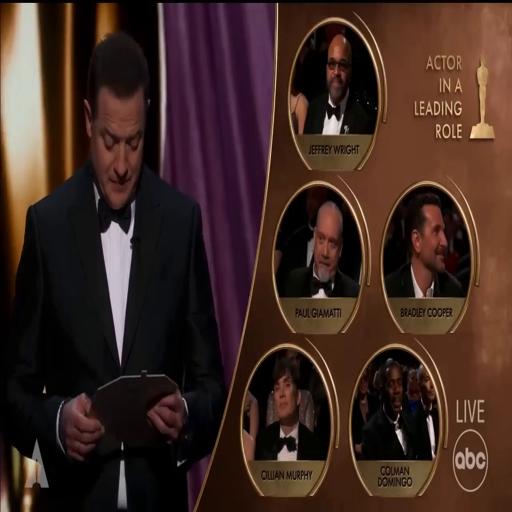 ACTOR
IN A
LEADING
ROLE
JEFFREY WRIGHT
PAUL GIAMATTI
BRADLEY COOPER
CILLIAN MURPHY
COLMAN
DOMINGO
LIVE
abc